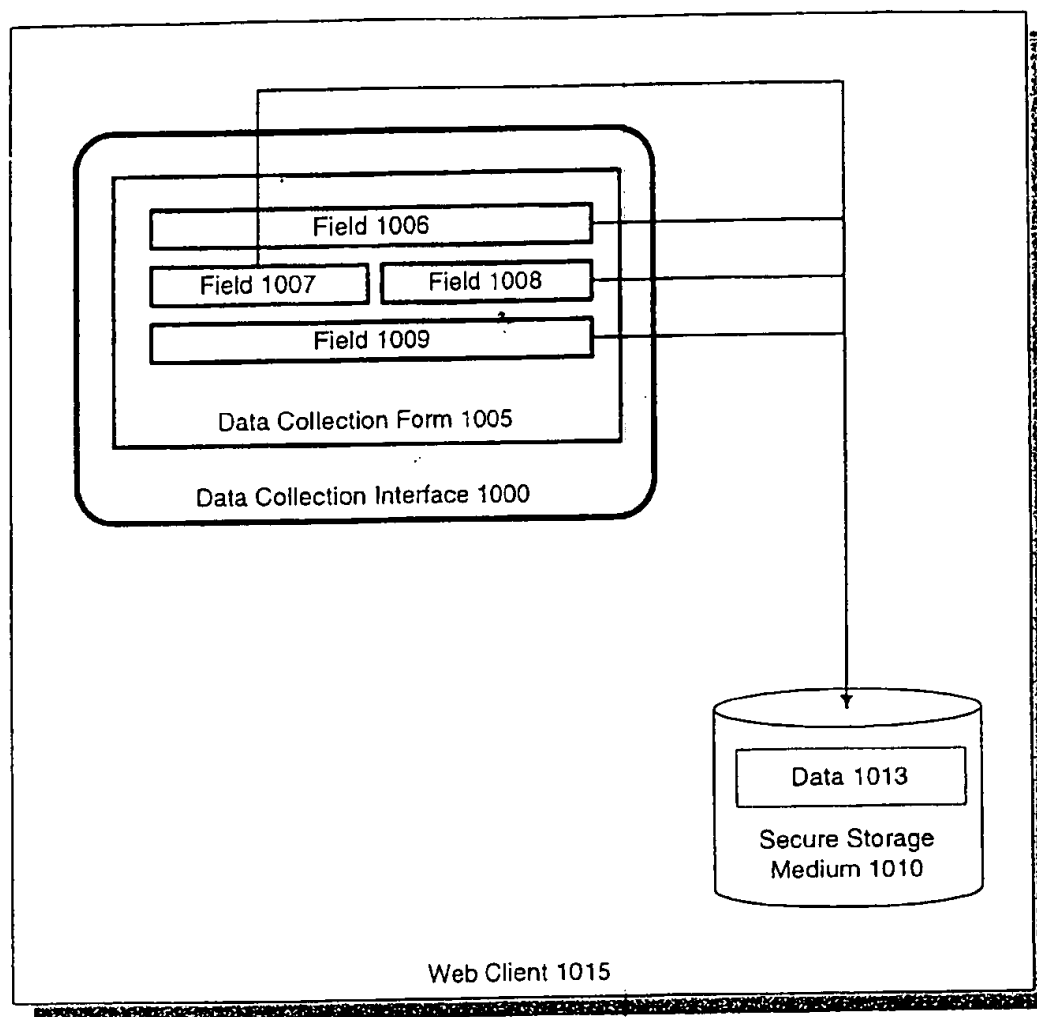 Field 1006
Field 1007
Field 1008
Field 1009
Data Collection Form 1005
Data Collection Interface 1000
Data 1013
Secure Storage
Medium 1010
Web Client 1015